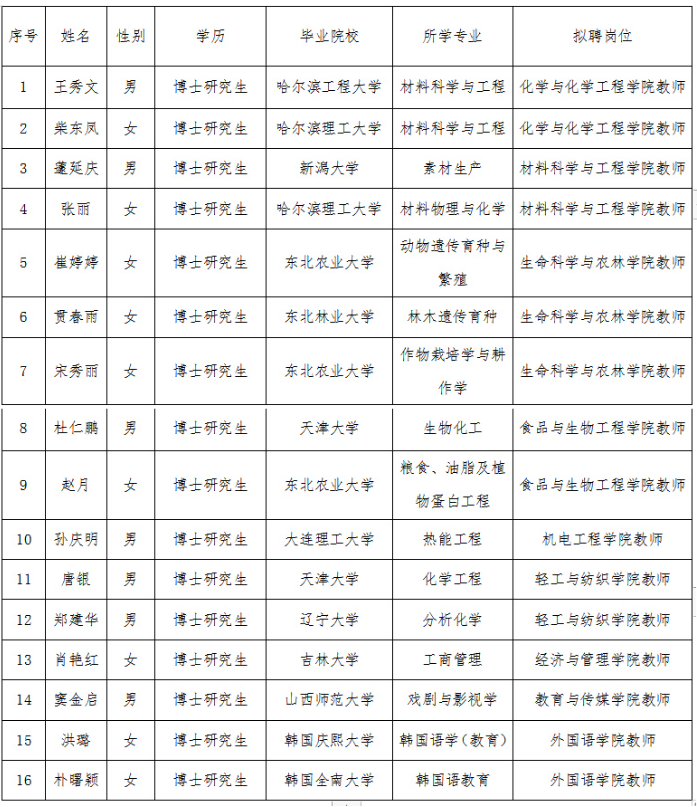 序号 姓名 性别 学历 毕业院校 所学专业 拟聘岗位
1 王秀文 男 博士研究生 哈尔滨工程大学 材料科学与工程 化学与化学工程学院教师
2 柴东凤 女 博士研究生 哈尔滨理工大学 材料科学与工程 化学与化学工程学院教师
3 延庆 男 博士研究生 新潟大学 素材生产 材料科学与工程学院教师
4 张丽 女 博士研究生 哈尔滨理工大学 材料物理与化学 材料科学与工程学院教师
5 崔婷婷 女 博士研究生 东北农业大学 动物遗传育种与
繁殖 生命科学与农林学院教师
6 贯春雨 女 博士研究生 东北林业大学 林木遗传育种 生命科学与农林学院教师
7 宋秀丽 女 博士研究生 东北农业大学 作物栽培学与耕
作学 生命科学与农林学院教师
8 杜仁鹏 男 博士研究生 天津大学 生物化工 食品与生物工程学院教师
9 赵月 女 博士研究生 东北农业大学 粮食、油脂及植
物蛋白工程 食品与生物工程学院教师
10 孙庆明 男 博士研究生 大连理工大学 热能工程 机电工程学院教师
11 唐银 男 博士研究生 天津大学 化学工程 轻工与纺织学院教师
12 郑建华 男 博士研究生 辽宁大学 分析化学 轻工与纺织学院教师
13 肖艳红 女 博士研究生 吉林大学 工商管理 经济与管理学院教师
14 窦金启 男 博士研究生 山西师范大学 戏剧与影视学 教育与传媒学院教师
15 洪璐 女 博士研究生 韩国庆熙大学 韩国语学(教育) 外国语学院教师
16 朴曙颖 女 博士研究生 韩国全南大学 韩国语教育 外国语学院教师